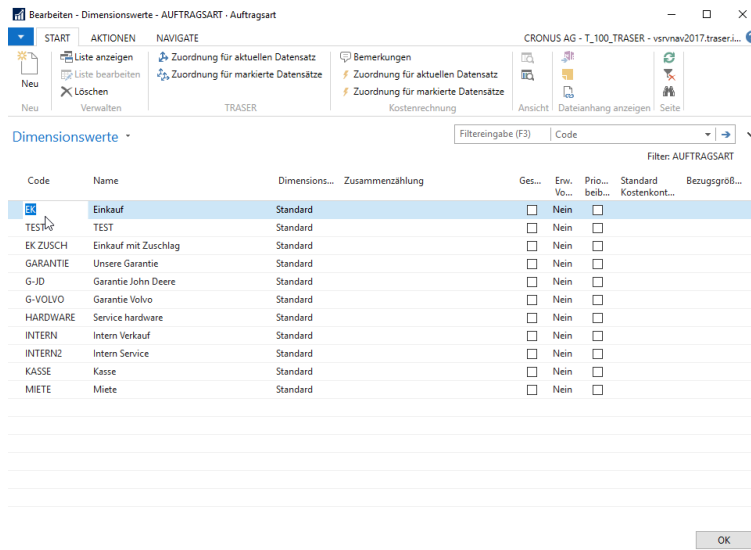 Bearbeiten - Dimensionswerte - AUFTRAGSART · Auftragsart
START AKTIONEN NAVIGATE CRONUS AG - T_100_TRASER - vsrvnav2017.traser.i...
Neu
Liste anzeigen
Liste bearbeiten
Löschen
Zuordnung für aktuellen Datensatz
Zuordnung für markierte Datensätze
Bemerkungen
Zuordnung für aktuellen Datensatz
Zuordnung für markierte Datensätze
Neu Verwalten TRASER Kostenrechnung Ansicht Dateianhang anzeigen Seite
Dimensionswerte
Filtereingabe (F3) Code
Filter: AUFTRAGSART
Code Name Dimensions... Zusammenzählung Ges... Erw. Vo... Prio... beib... Standard Kostenkont... Bezugsgröß...
EK Einkauf Standard Nein
TEST TEST Standard Nein
EK ZUSCH Einkauf mit Zuschlag Standard Nein
GARANTIE Unsere Garantie Standard Nein
G-JD Garantie John Deere Standard Nein
G-VOLVO Garantie Volvo Standard Nein
HARDWARE Service hardware Standard Nein
INTERN Intern Verkauf Standard Nein
INTERN2 Intern Service Standard Nein
KASSE Kasse Standard Nein
MIETE Miete Standard Nein
OK